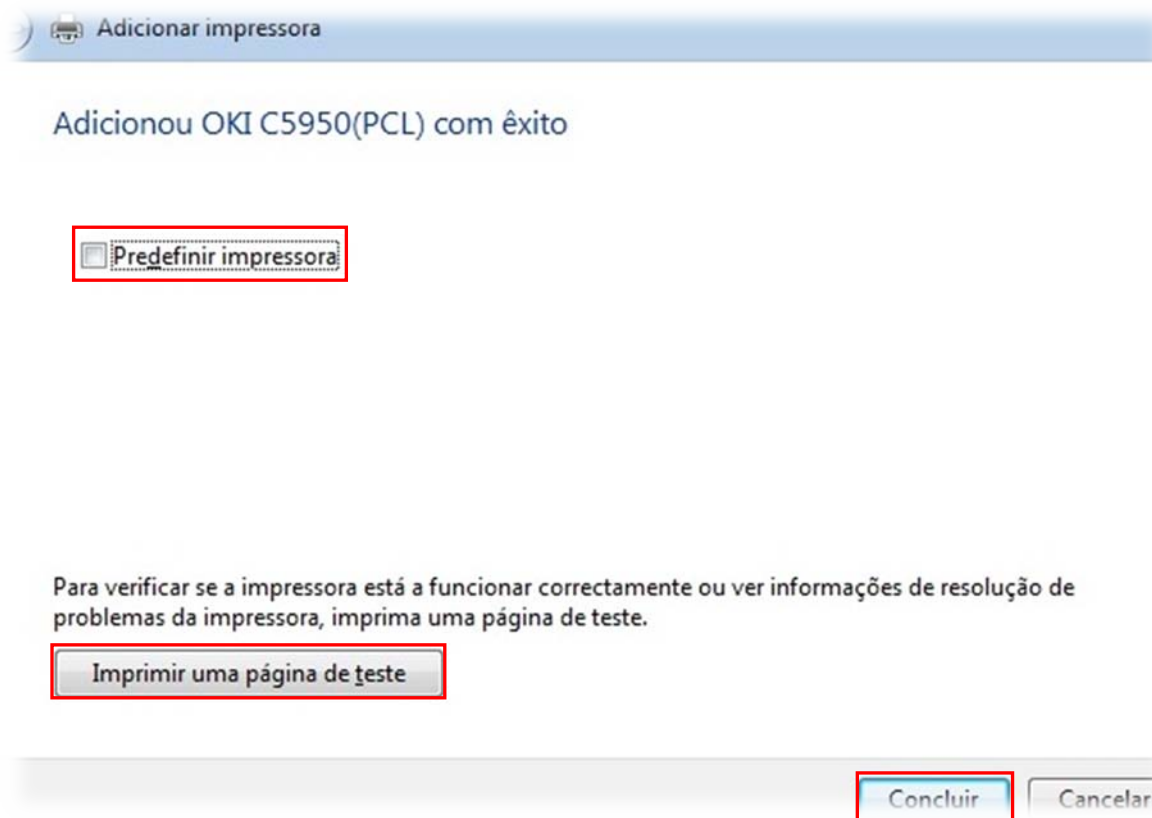 Adicionar impressora
Adicionou OKI C5950(PCL) com êxito
Predefinir impressora
Para verificar se a impressora está a funcionar correctamente ou ver informações de resolução de
problemas da impressora, imprima uma página de teste.
Imprimir uma página de teste
Concluir Cancelar